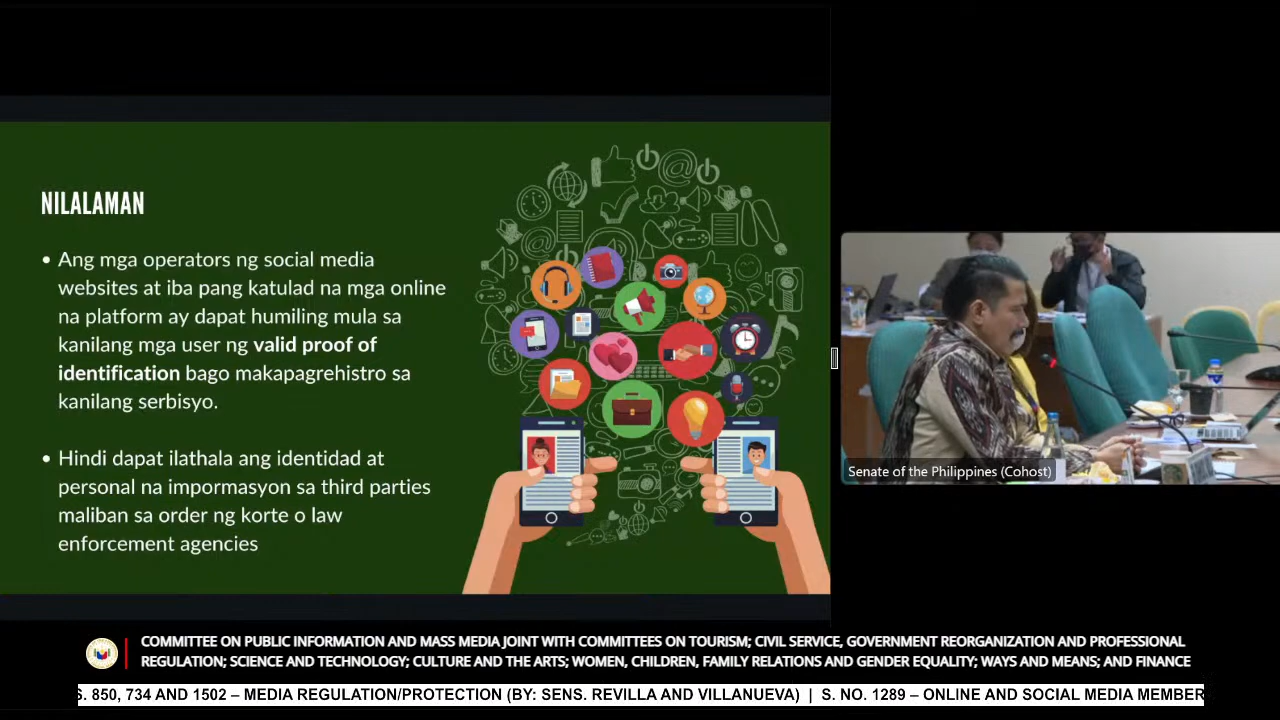 NILALAMAN
• Ang mga operators ng social media
websites at iba pang katulad na mga online
na platform ay dapat humiling mula sa
kanilang mga user ng valid proof of
identification bago makapagrehistro sa
kanilang serbisyo.
• Hindi dapat ilathala ang identidad at
personal na impormasyon sa third parties
maliban sa order ng korte o law
enforcement agencies
Senate of the Philippines (Cohost)
COMMITTEE ON PUBLIC INFORMATION AND MASS MEDIA JOINT WITH COMMITTEES ON TOURISM; CIVIL SERVICE, GOVERNMENT REORGANIZATION AND PROFESSIONAL
REGULATION; SCIENCE AND TECHNOLOGY; CULTURE AND THE ARTS; WOMEN, CHILDREN, FAMILY RELATIONS AND GENDER EQUALITY; WAYS AND MEANS; AND FINANCE
S. 850, 734 AND 1502 – MEDIA REGULATION/PROTECTION (BY: SENS. REVILLA AND VILLANUEVA) | S. NO. 1289 – ONLINE AND SOCIAL MEDIA MEMBER